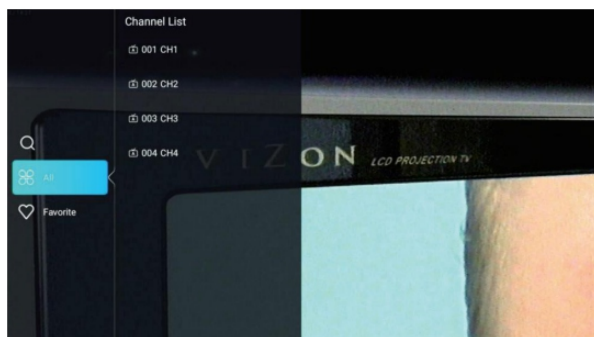 Channel List
001 CH1
002 CH2
003 CH3
004 CH4
All
Favorite
VIZON LCD PROJECTION TV